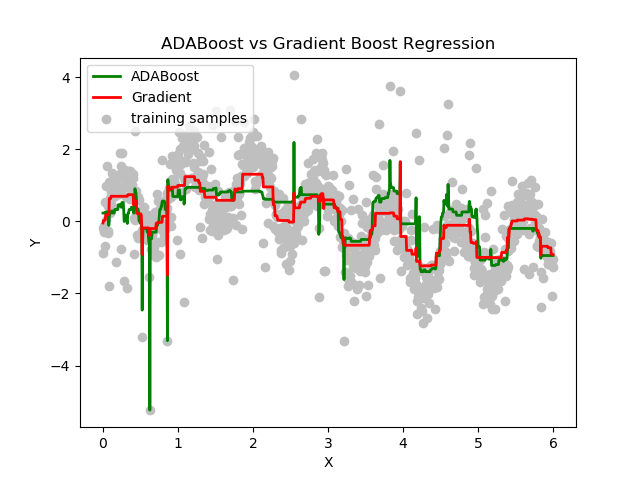 ADABoost vs Gradient Boost Regression
ADABoost
Gradient
training samples
Y
4
2
0
−2
−4
0
1
2
3
4
5
6
X